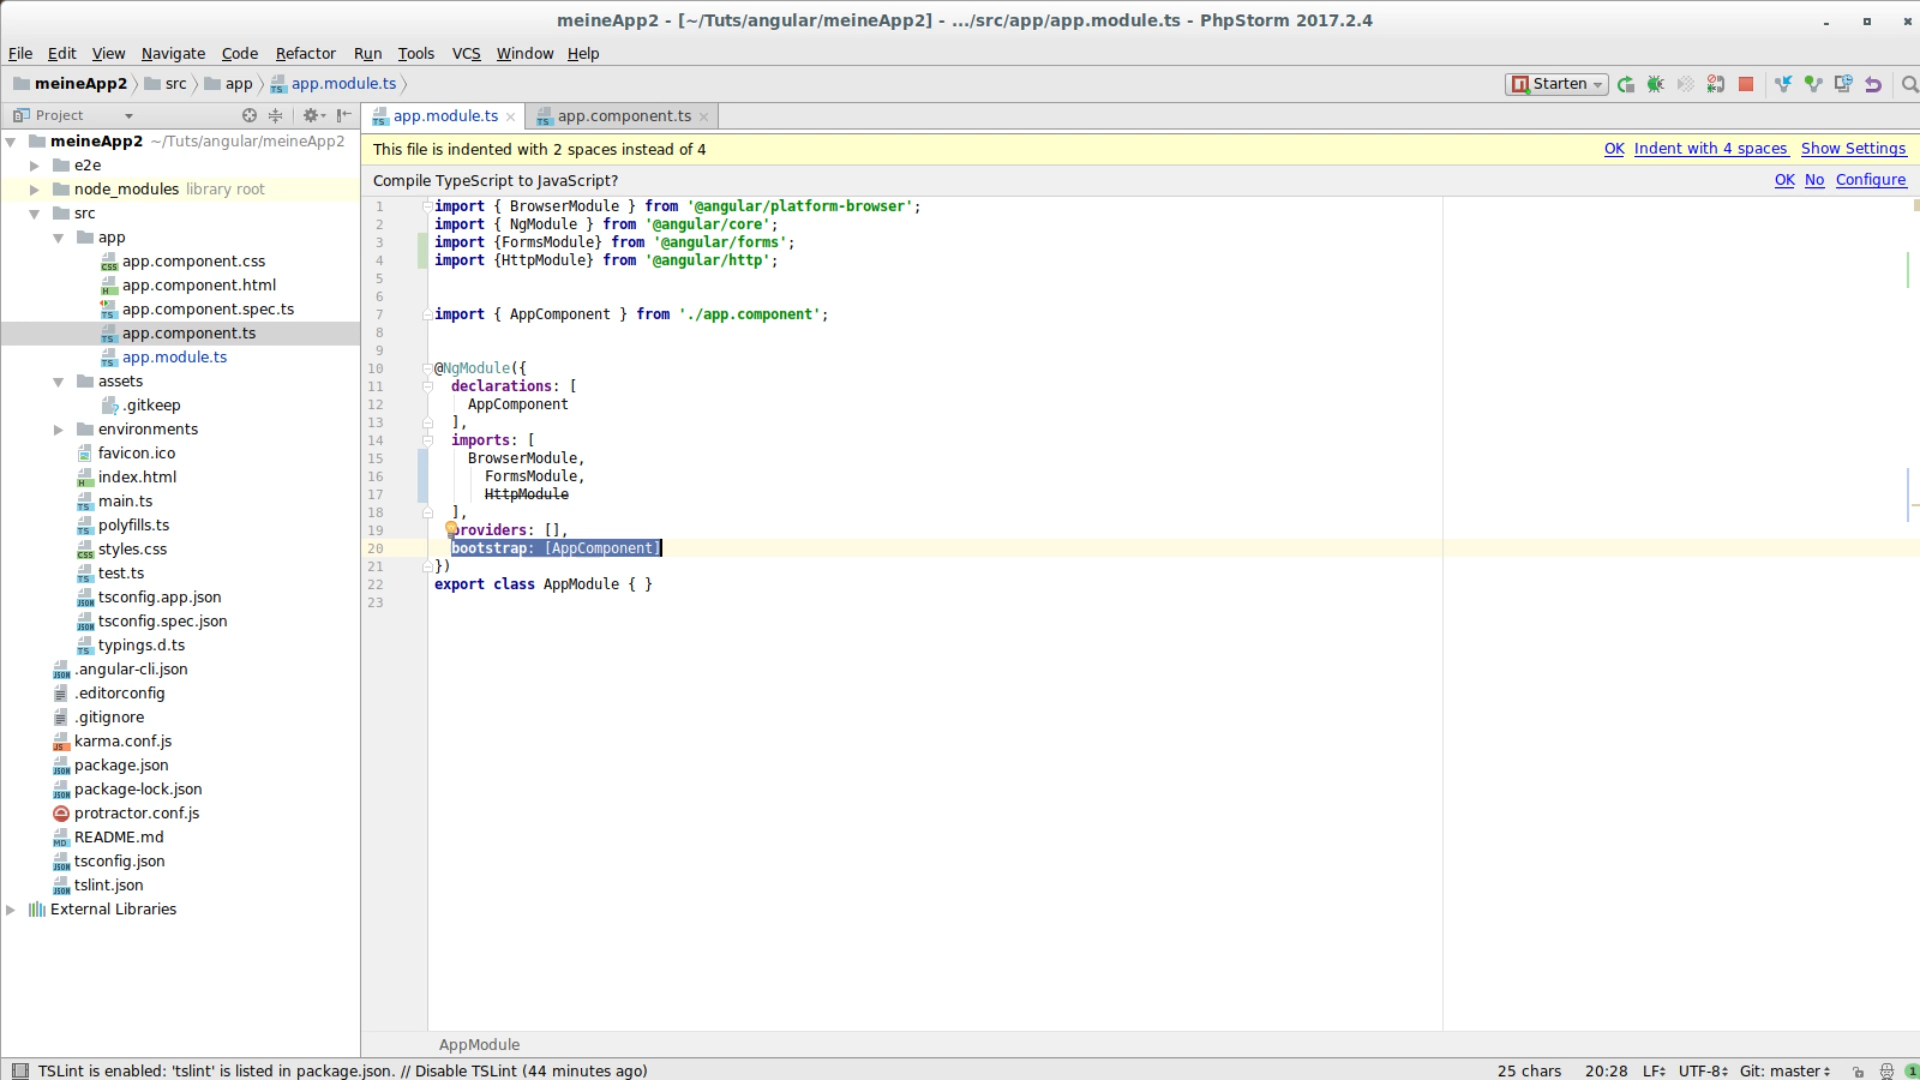 meineApp2 - [~/Tuts/angular/meineApp2] - .../src/app/app.module.ts - PhpStorm 2017.2.4
File Edit View Navigate Code Refactor Run Tools VCS Window Help
meineApp2 src app app.module.ts
Starten
Project
app.module.ts
app.component.ts
This file is indented with 2 spaces instead of 4
OK Indent with 4 spaces Show Settings
Compile TypeScript to JavaScript?
OK No Configure
meineApp2 ~/Tuts/angular/meineApp2
e2e
node_modules library root
src
app
app.component.css
app.component.html
app.component.spec.ts
app.component.ts
app.module.ts
assets
.gitkeep
environments
favicon.ico
index.html
main.ts
polyfills.ts
styles.css
test.ts
tsconfig.app.json
tsconfig.spec.json
typings.d.ts
.angular-cli.json
.editorconfig
.gitignore
karma.conf.js
package.json
package-lock.json
protractor.conf.js
README.md
tsconfig.json
tslint.json
External Libraries
1 import { BrowserModule } from '@angular/platform-browser';
2 import { NgModule } from '@angular/core';
3 import {FormsModule} from '@angular/forms';
4 import {HttpModule} from '@angular/http';
5
6
7 import { AppComponent } from './app.component';
8
9
10 @NgModule({
11 declarations: [
12 AppComponent
13 ],
14 imports: [
15 BrowserModule,
16 FormsModule,
17 HttpModule
18 ],
19 providers: [],
20 bootstrap: [AppComponent]
21 })
22 export class AppModule { }
23
AppModule
TSLint is enabled: 'tslint' is listed in package.json. // Disable TSLint (44 minutes ago)
25 chars 20:28 LF UTF-8 Git: master 1